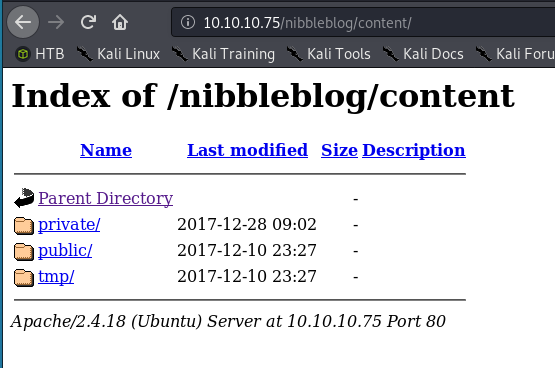 10.10.10.75/nibbleblog/content/
HTB Kali Linux Kali Training Kali Tools Kali Docs Kali Foru
Index of /nibbleblog/content
Name Last modified Size Description
Parent Directory -
private/ 2017-12-28 09:02 -
public/ 2017-12-10 23:27 -
tmp/ 2017-12-10 23:27 -
Apache/2.4.18 (Ubuntu) Server at 10.10.10.75 Port 80